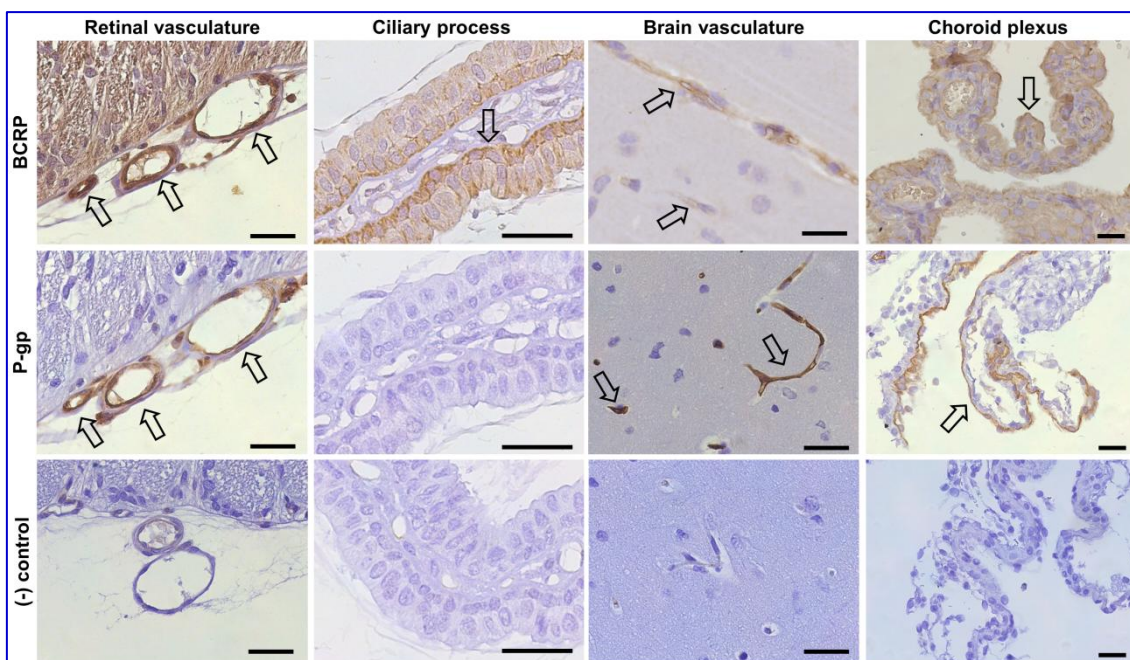 Retinal vasculature Ciliary process Brain vasculature Choroid plexus
BCRP
P-gp
(-) control